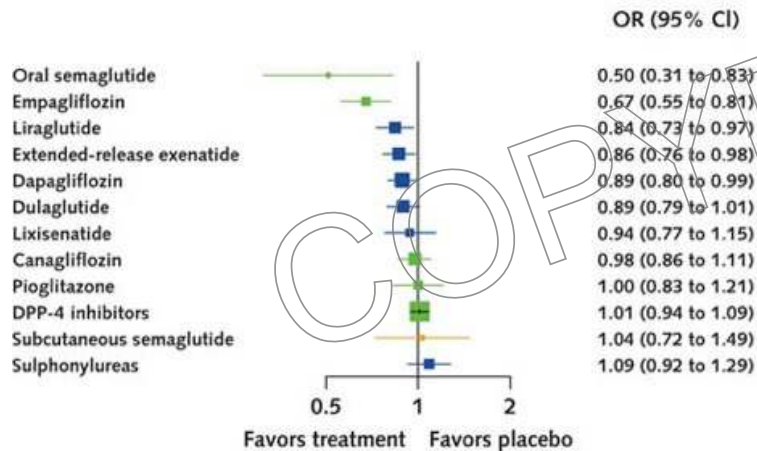 OR (95% CI)
Oral semaglutide 0.50 (0.31 to 0.83)
Empagliflozin 0.67 (0.55 to 0.81)
Liraglutide 0.84 (0.73 to 0.97)
Extended-release exenatide 0.86 (0.76 to 0.98)
Dapagliflozin 0.89 (0.80 to 0.99)
Dulaglutide 0.89 (0.79 to 1.01)
Lixisenatide 0.94 (0.77 to 1.15)
Canagliflozin 0.98 (0.86 to 1.11)
Pioglitazone 1.00 (0.83 to 1.21)
DPP-4 inhibitors 1.01 (0.94 to 1.09)
Subcutaneous semaglutide 1.04 (0.72 to 1.49)
Sulphonylureas 1.09 (0.92 to 1.29)
0.5 1 2
Favors treatment Favors placebo
COPY